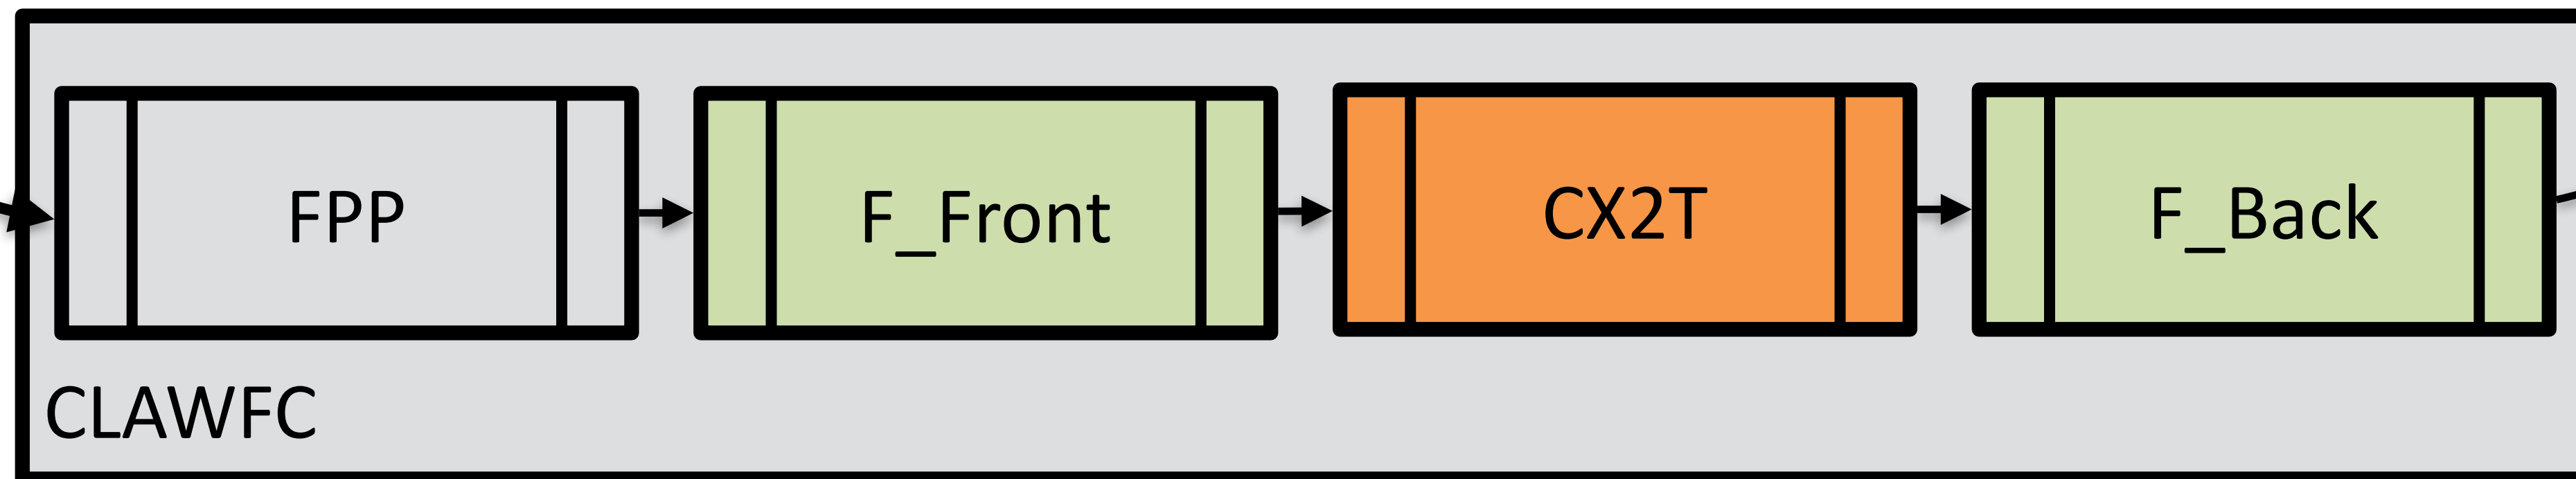 FPP
F_Front
CX2T
F_Back
CLAWFC